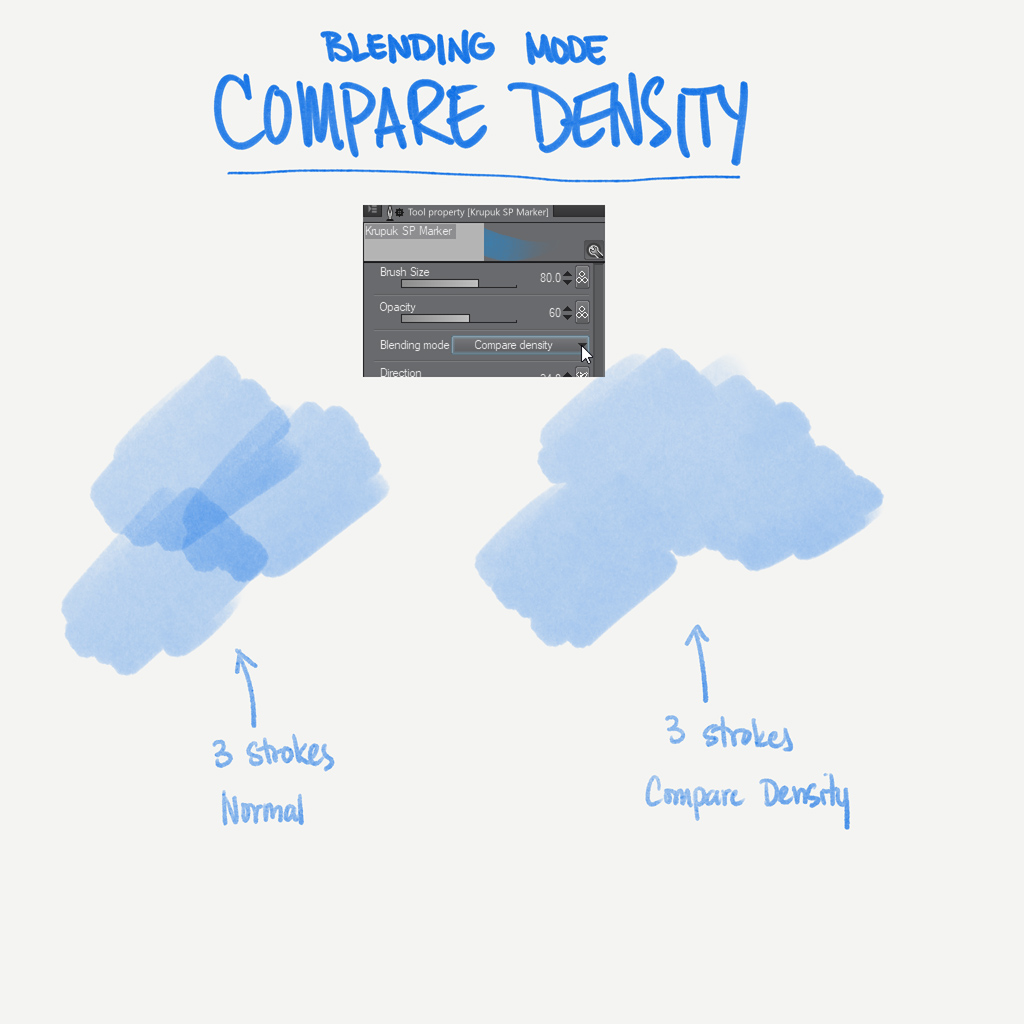 BLENDING MODE
COMPARE DENSITY
Tool property [Krupuk SP Marker]
Krupuk SP Marker
Brush Size 80.0
Opacity 60
Blending mode Compare density
Direction
3 strokes
Normal
3 strokes
Compare Density